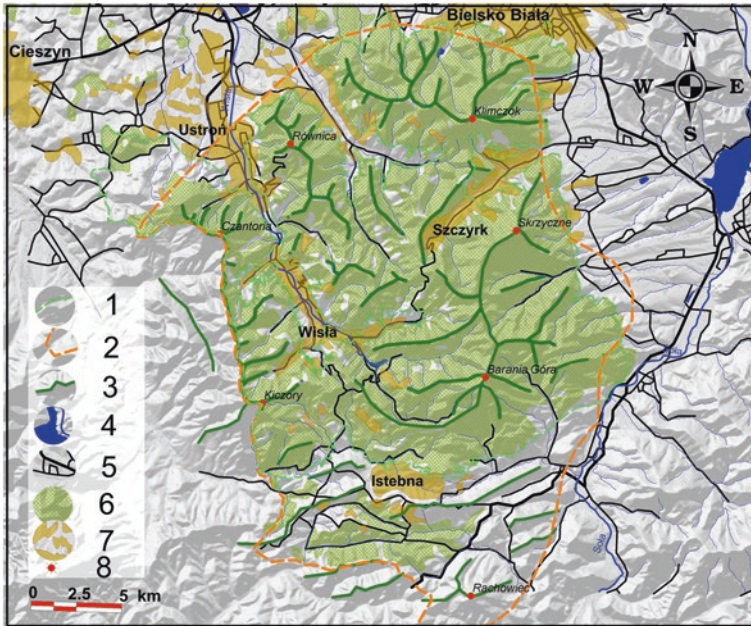 Bielsko Biała
Cieszyn
N
Klimczok
W E
Ustroń
S
Równica
Skrzyczne
Czantoria
Szczyrk
1
2
Wisła
3
Barania Góra
4
Kiczory
5
Istebna
6
7
Soła
8
Rachowiec
0 2.5 5 km